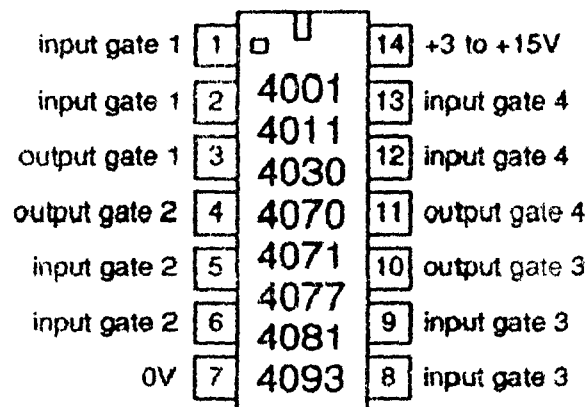 input gate 1 1 14 +3 to +15V
input gate 1 2 13 input gate 4
output gate 1 3 12 input gate 4
output gate 2 4 11 output gate 4
input gate 2 5 10 output gate 3
input gate 2 6 9 input gate 3
0V 7 8 input gate 3
4001
4011
4030
4070
4071
4077
4081
4093